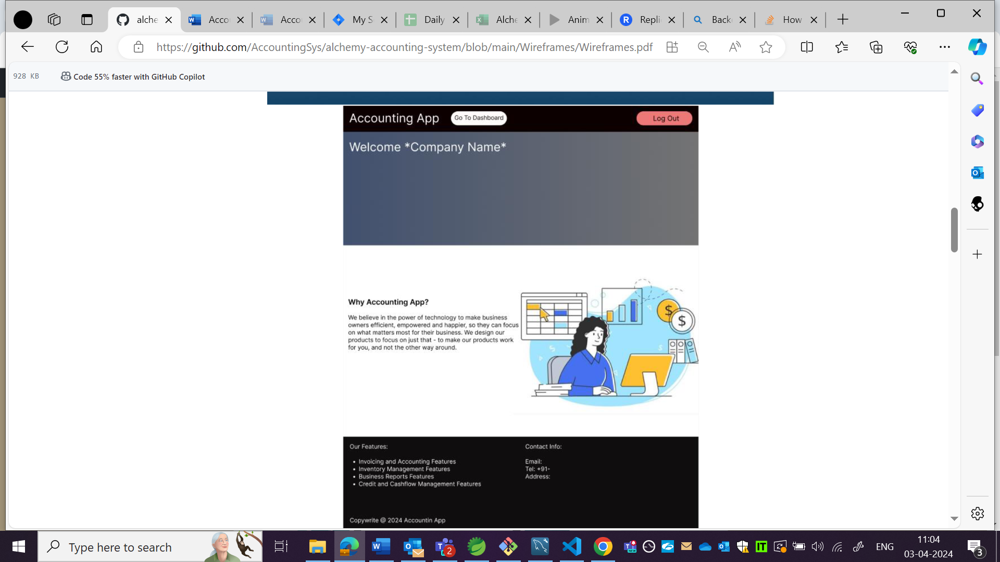 alche
Acco
Acco
My S
Daily
Alche
Anim
Repli
Back
How
https://github.com/AccountingSys/alchemy-accounting-system/blob/main/Wireframes/Wireframes.pdf
928 KB
Code 55% faster with GitHub Copilot
Accounting App
Go To Dashboard
Log Out
Welcome *Company Name*
Why Accounting App?
We believe in the power of technology to make business
owners efficient, empowered and happier, so they can focus
on what matters most for their business. We design our
products to focus on just that - to make our products work
for you, and not the other way around.
Our Features:
• Invoicing and Accounting Features
• Inventory Management Features
• Business Reports Features
• Credit and Cashflow Management Features
Contact Info:
Email:
Tel: +91-
Address:
Copywrite @ 2024 Accountin App
Type here to search
2
ENG
11:04
03-04-2024
3